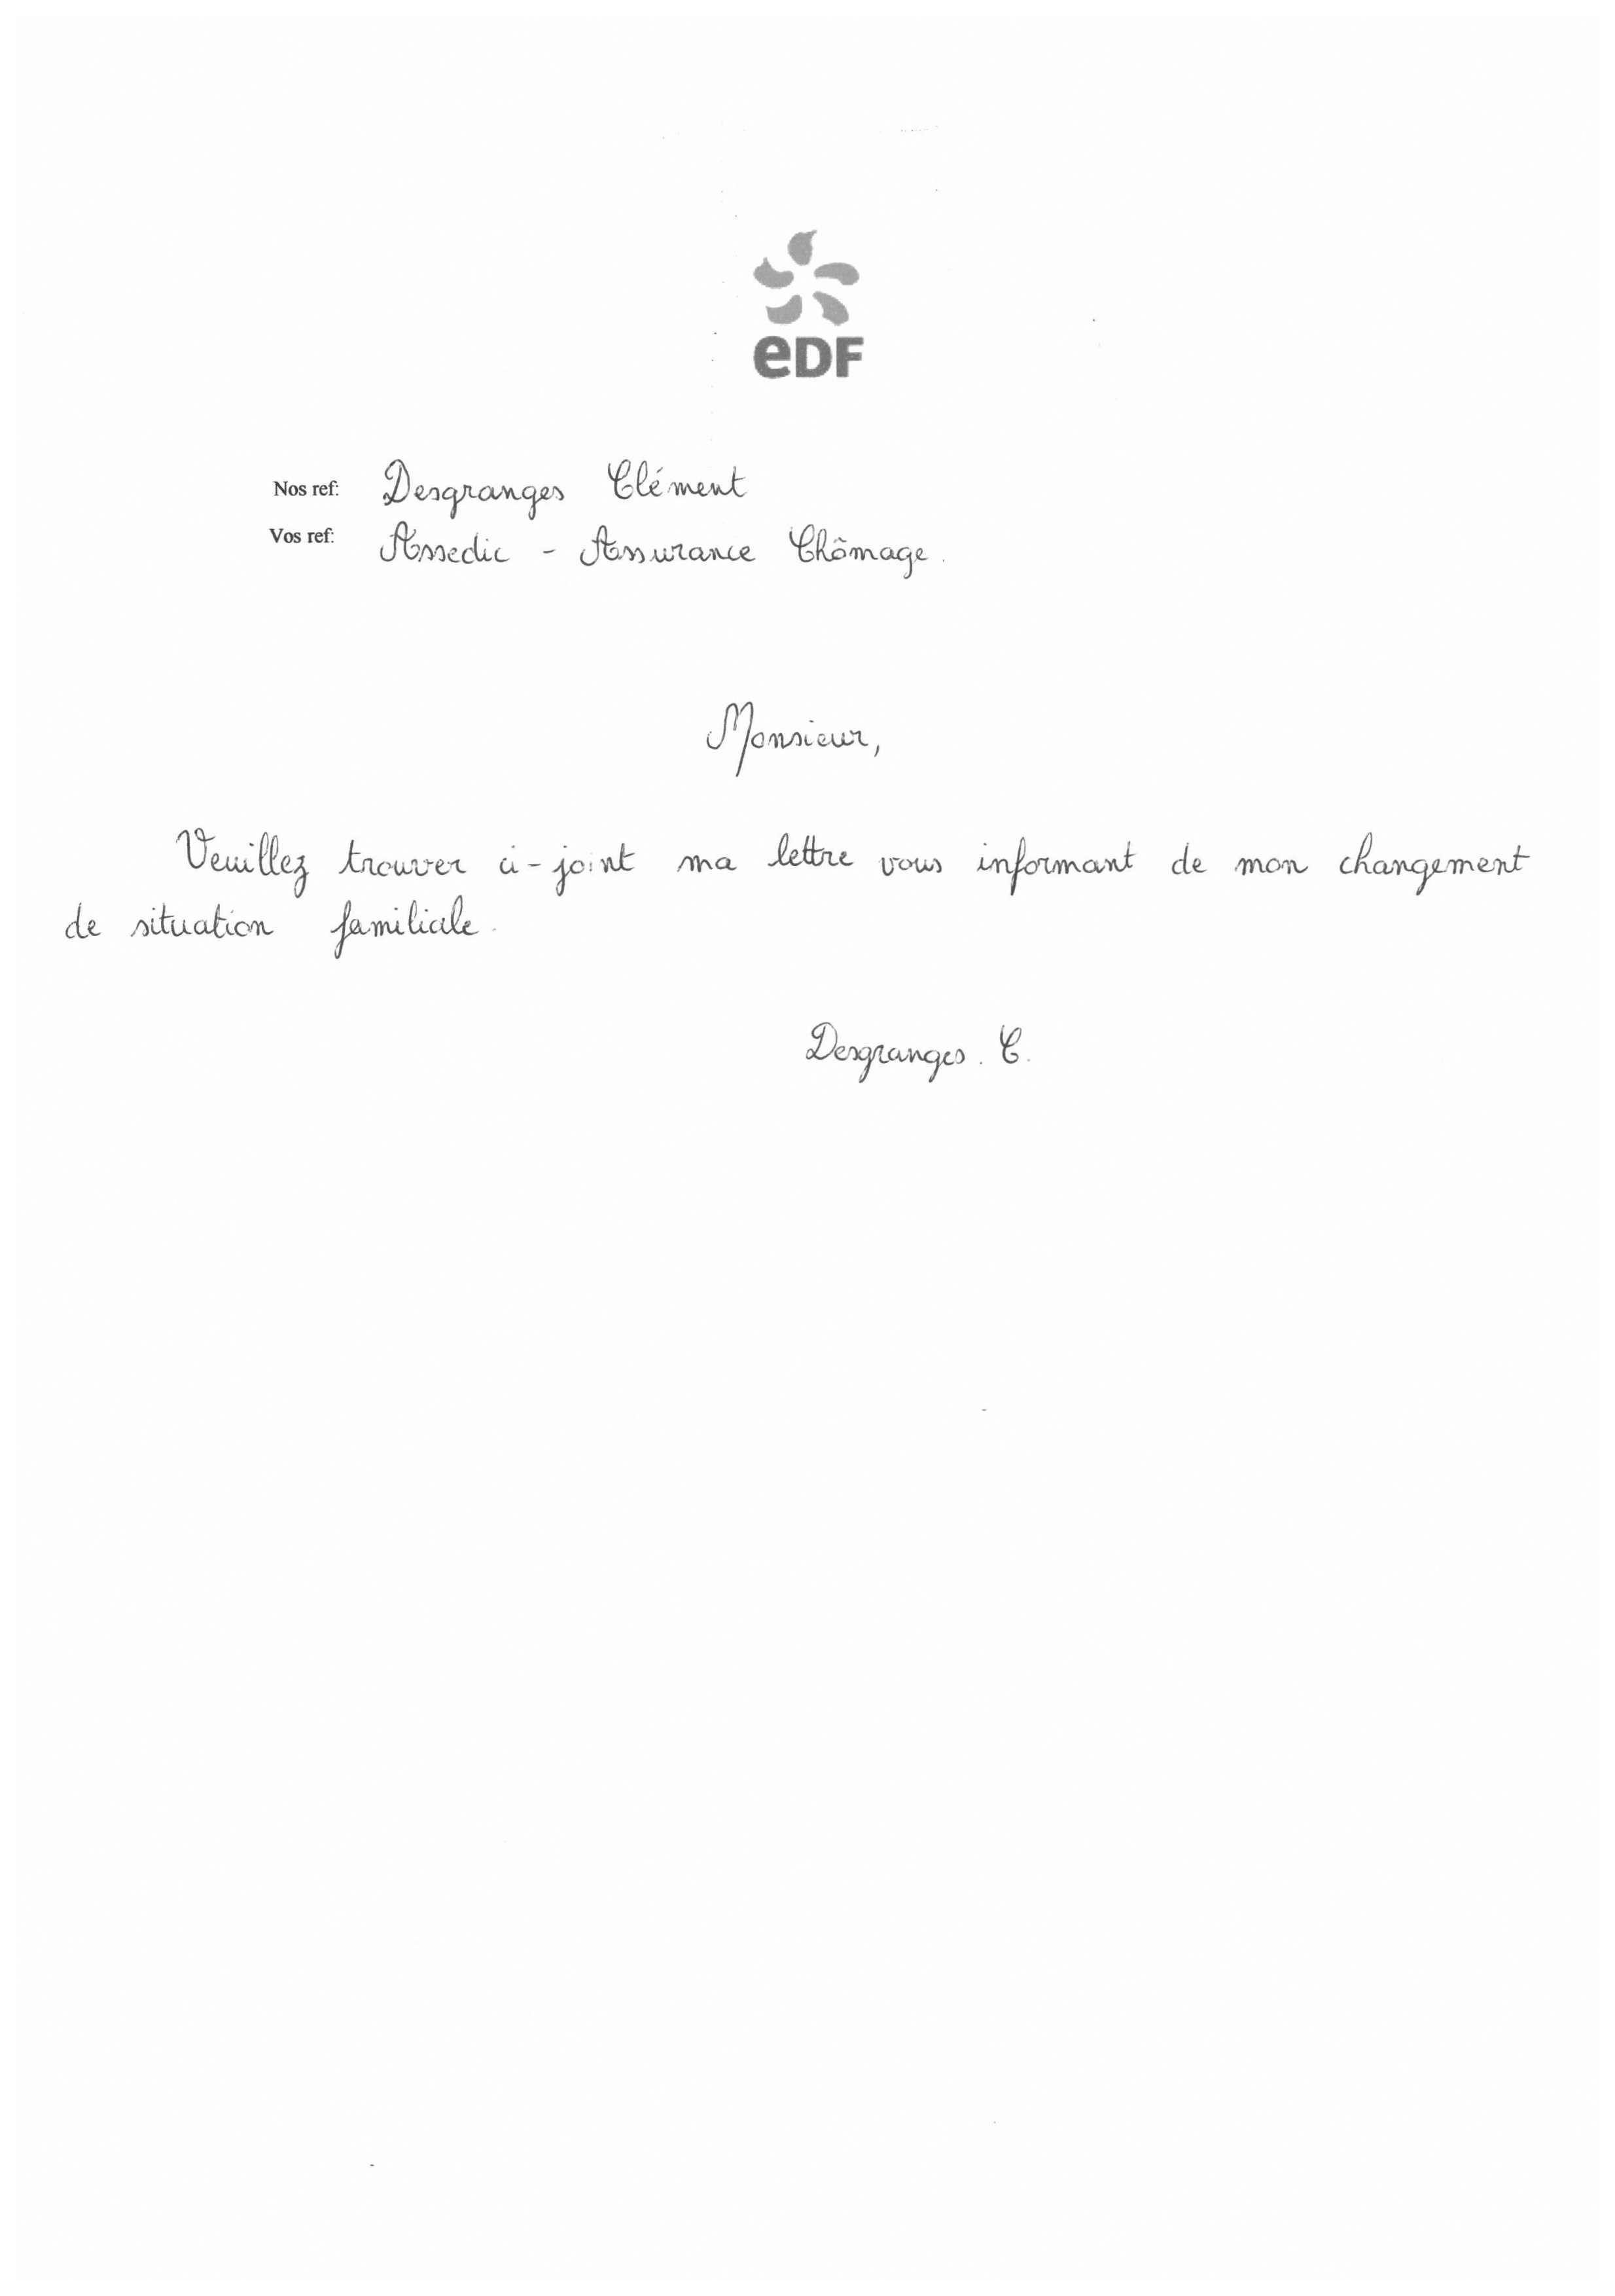 eDF
Nos ref: Desgranges Clément
Vos ref: Assedic - Assurance Chômage.
Monsieur,
Veuillez trouver ci-joint ma lettre vous informant de mon changement
de situation familiale.
Desgranges. C.